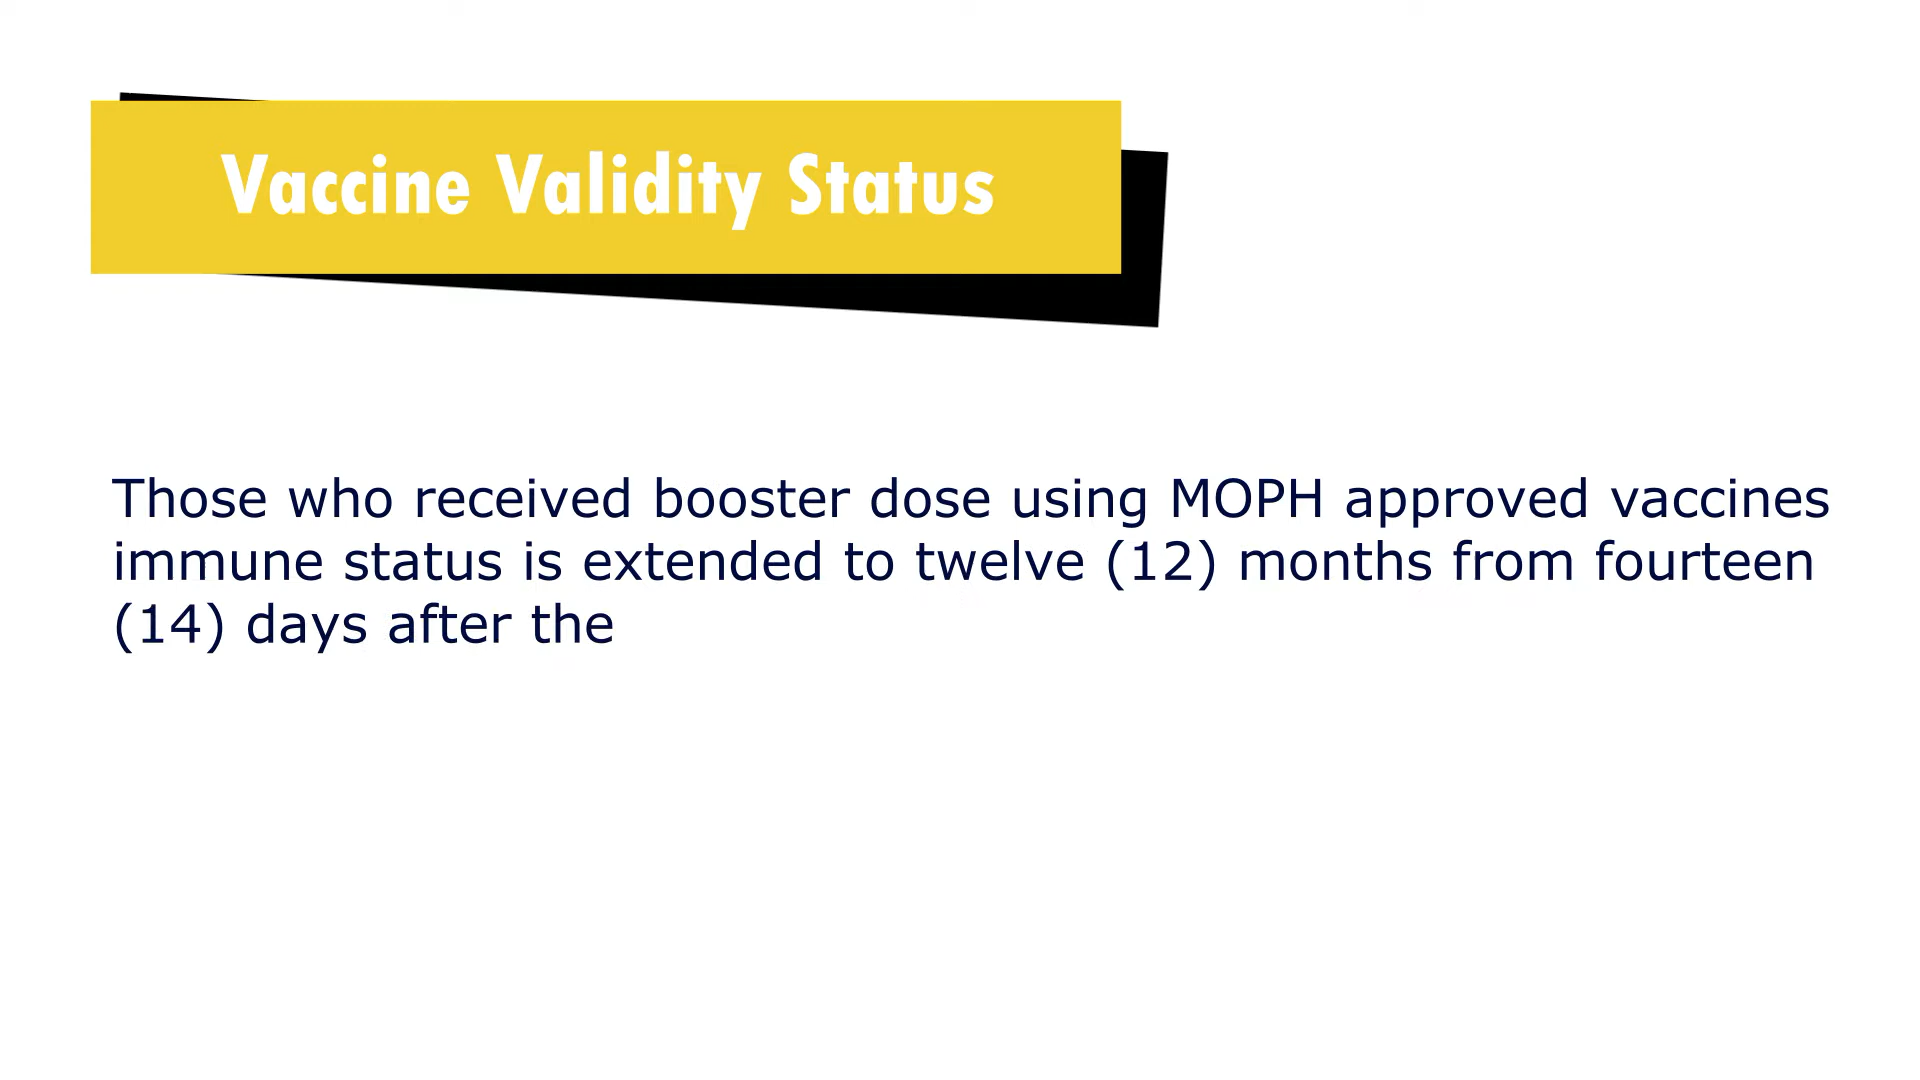 Vaccine Validity Status
Those who received booster dose using MOPH approved vaccines
immune status is extended to twelve (12) months from fourteen
(14) days after the